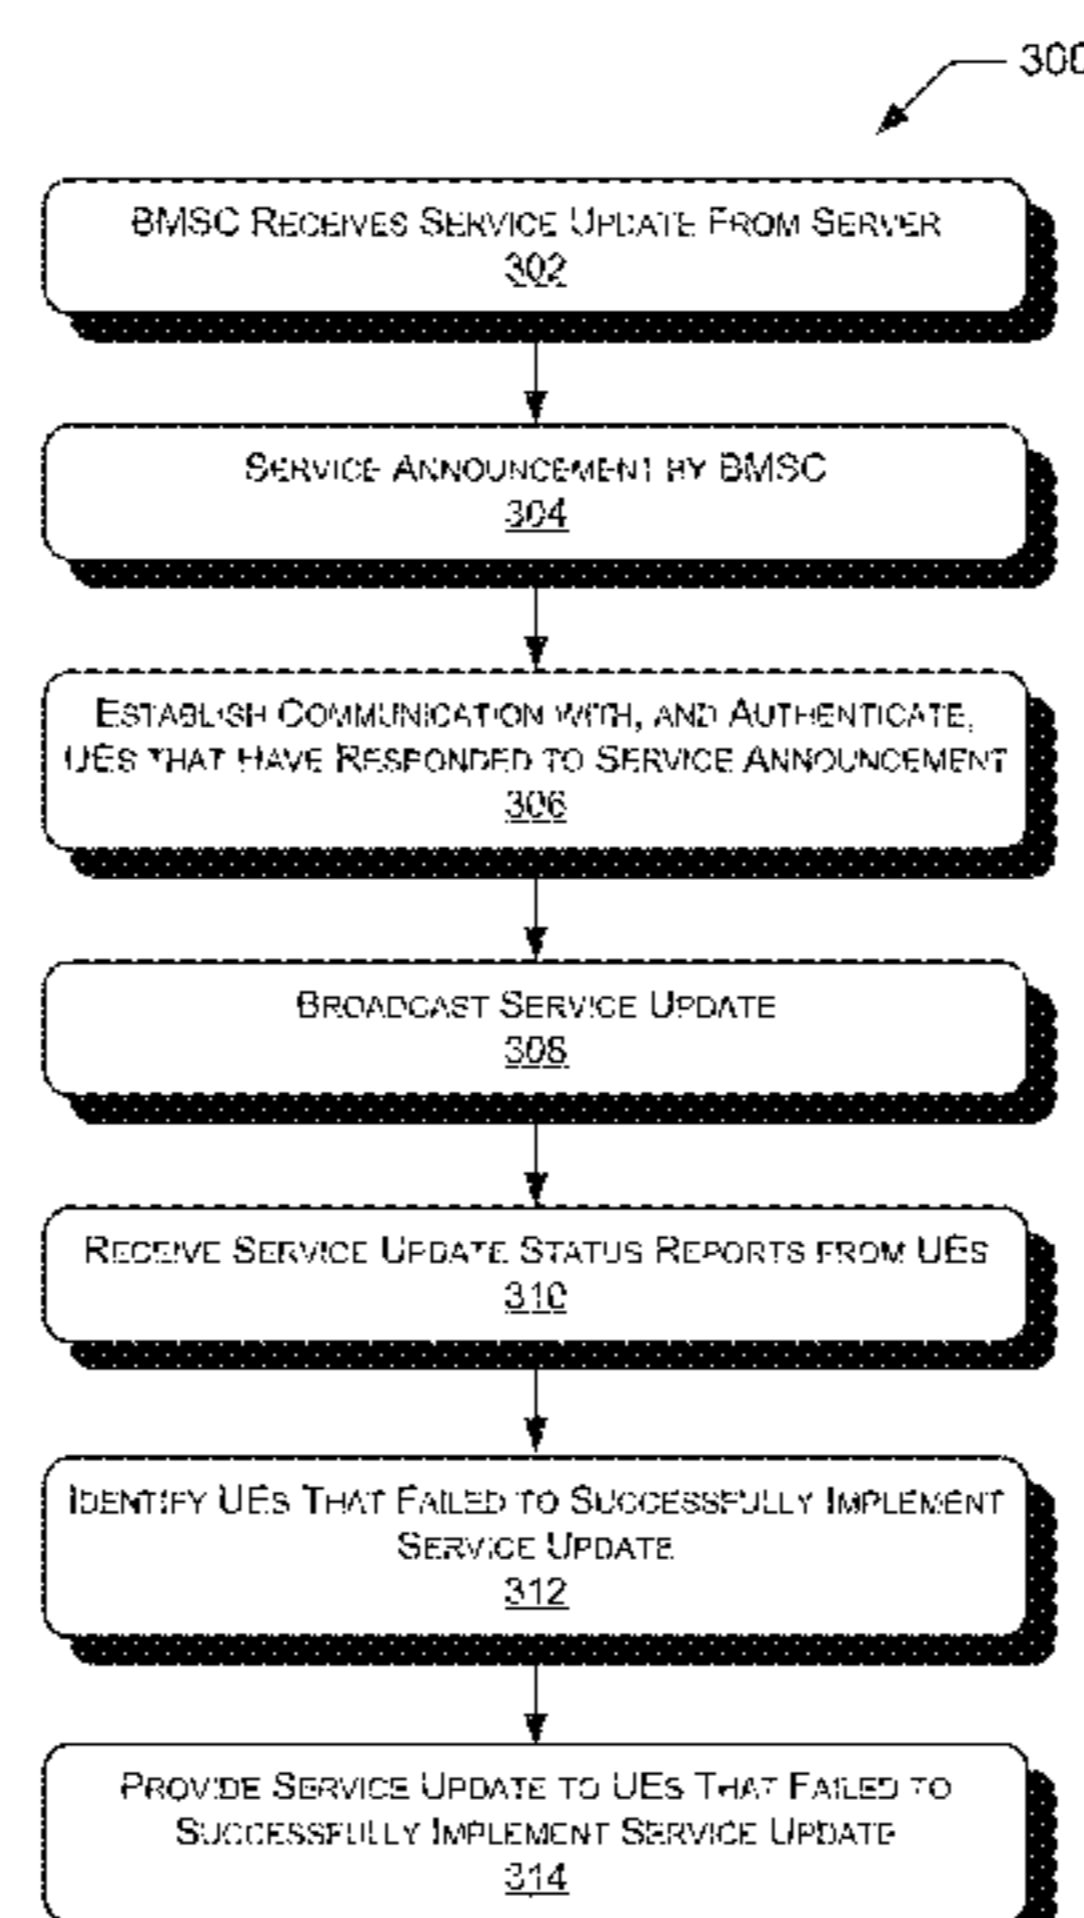 300
BMSC RECEIVES SERVICE UPDATE FROM SERVER
302
SERVICE ANNOUNCEMENT BY BMSC
304
ESTABLISH COMMUNICATION WITH, AND AUTHENTICATE,
UES THAT HAVE RESPONDED TO SERVICE ANNOUNCEMENT
306
BROADCAST SERVICE UPDATE
308
RECEIVE SERVICE UPDATE STATUS REPORTS FROM UES
310
IDENTIFY UES THAT FAILED TO SUCCESSFULLY IMPLEMENT
SERVICE UPDATE
312
PROVIDE SERVICE UPDATE TO UES THAT FAILED TO
SUCCESSFULLY IMPLEMENT SERVICE UPDATE
314